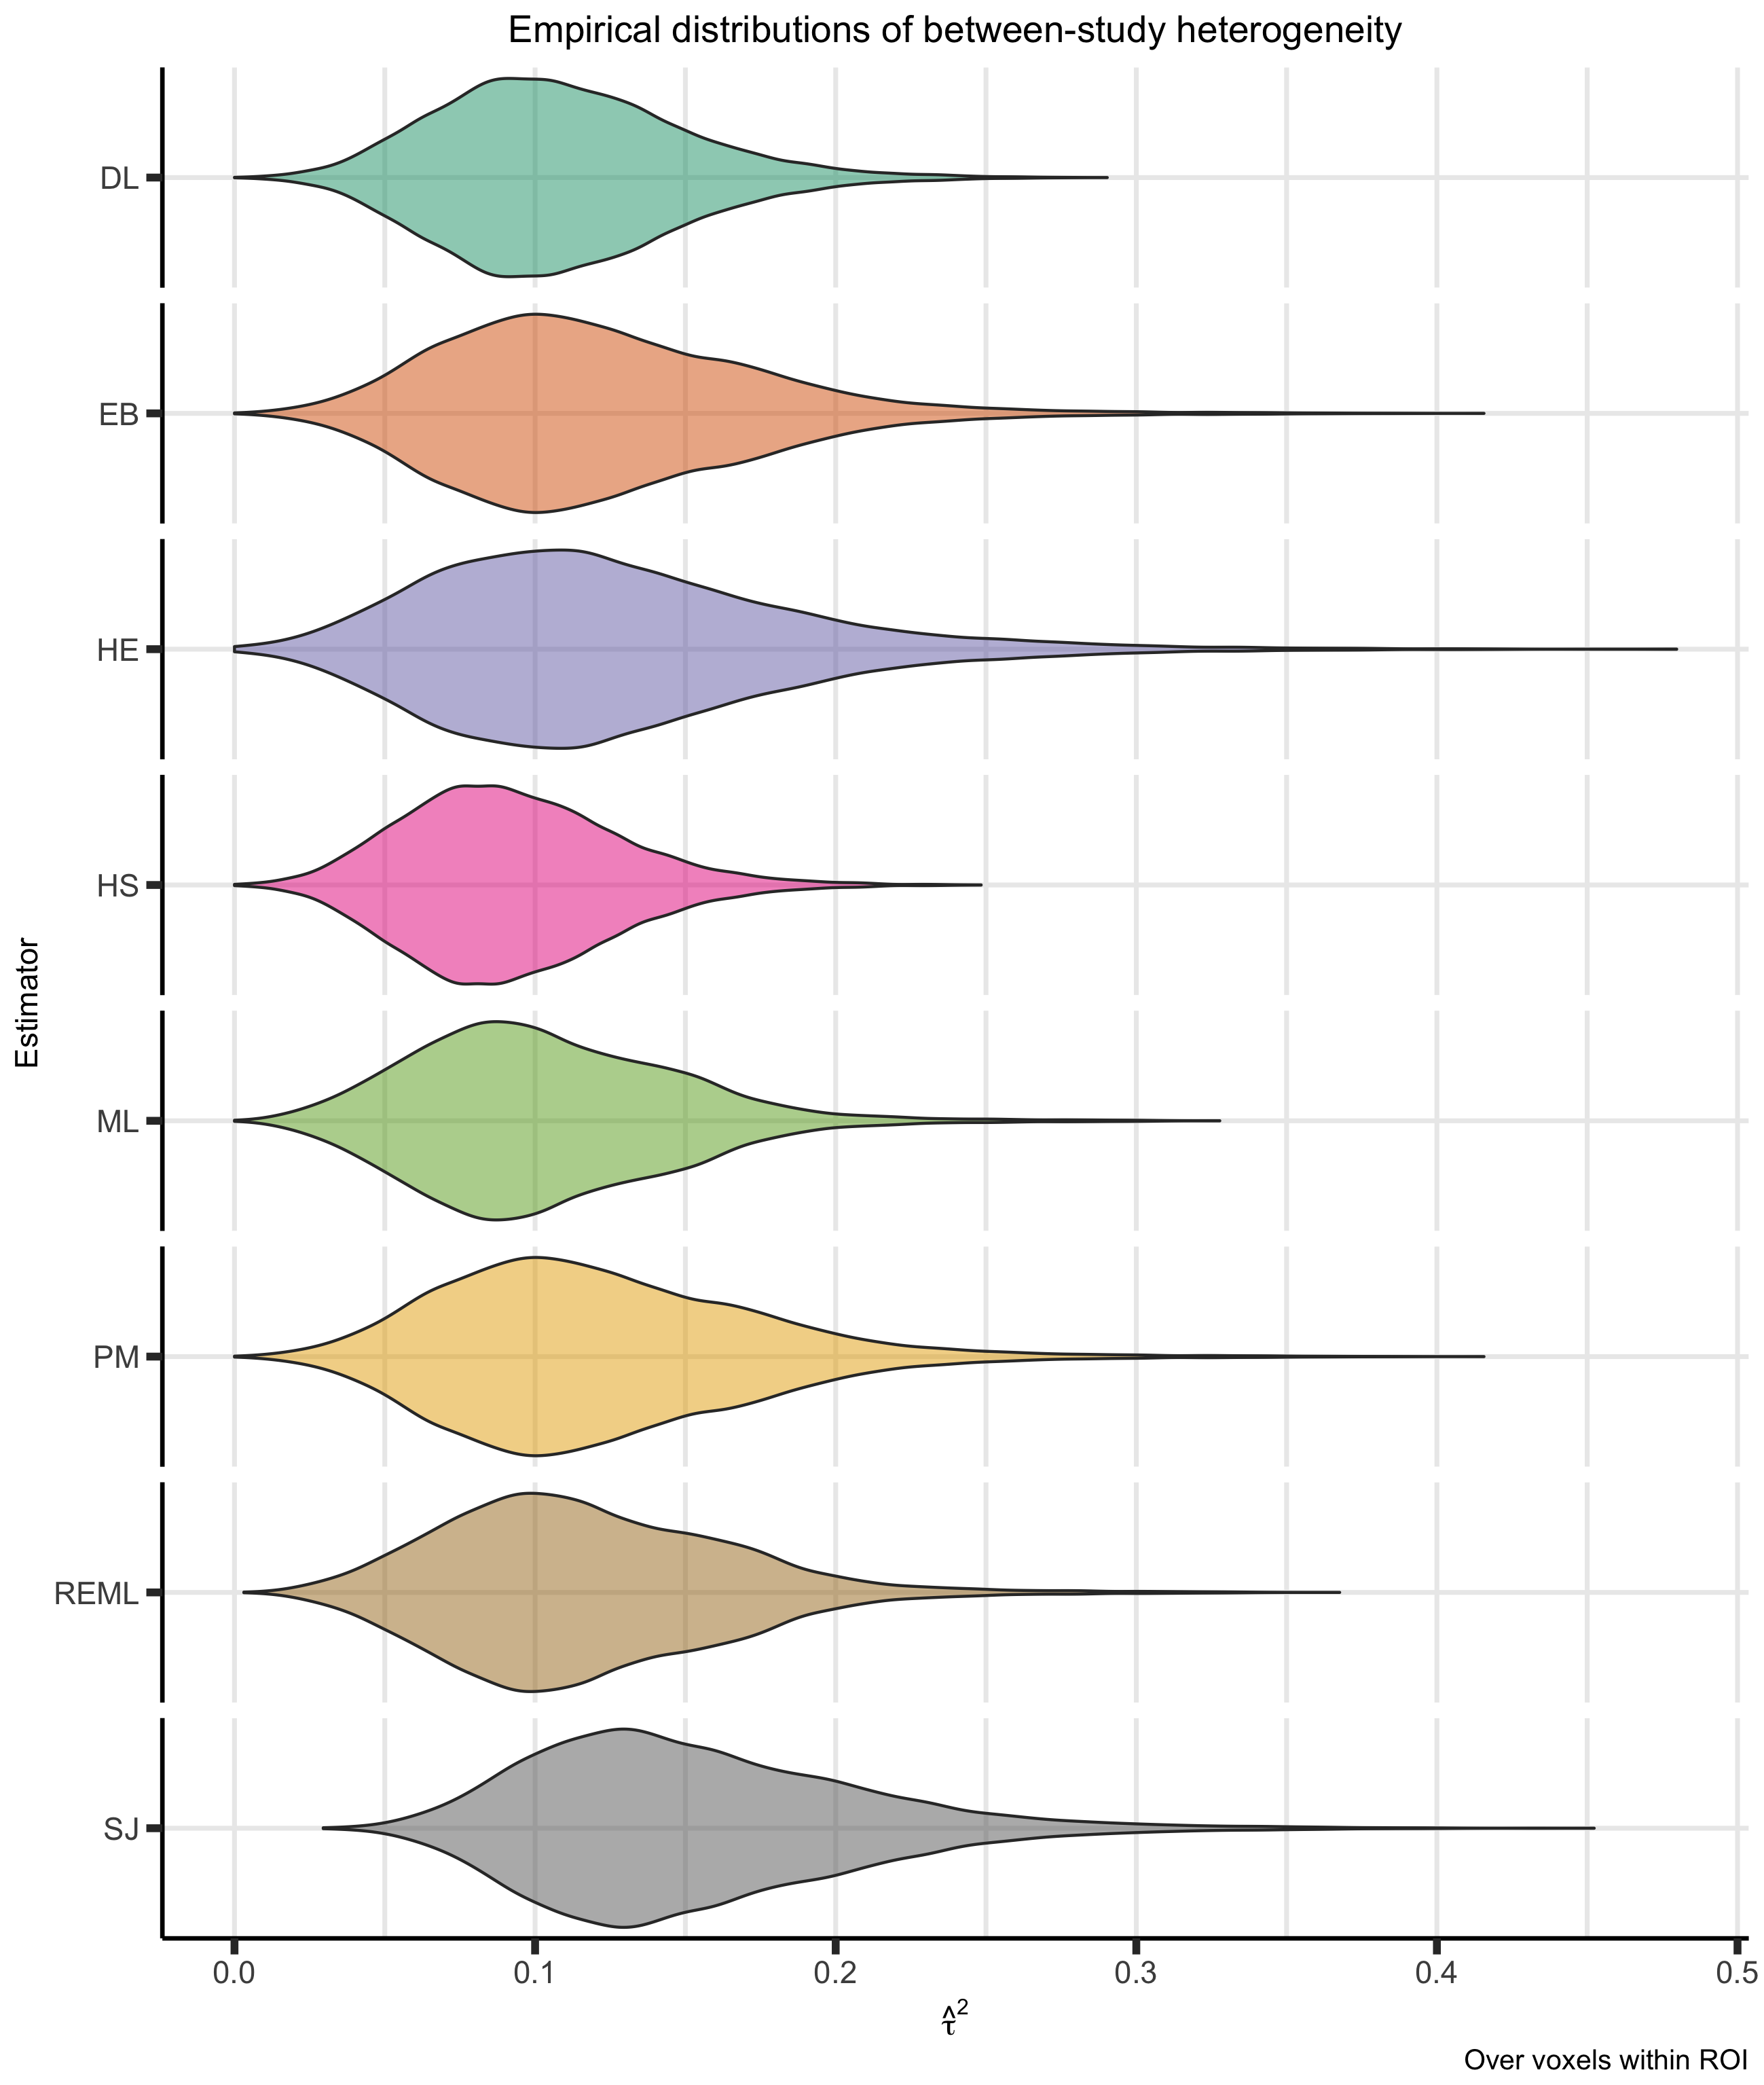 Empirical distributions of between-study heterogeneity
DL
EB
HE
HS
Estimator
ML
PM
REML
SJ
0.0 0.1 0.2 0.3 0.4 0.5
τ̂²
Over voxels within ROI